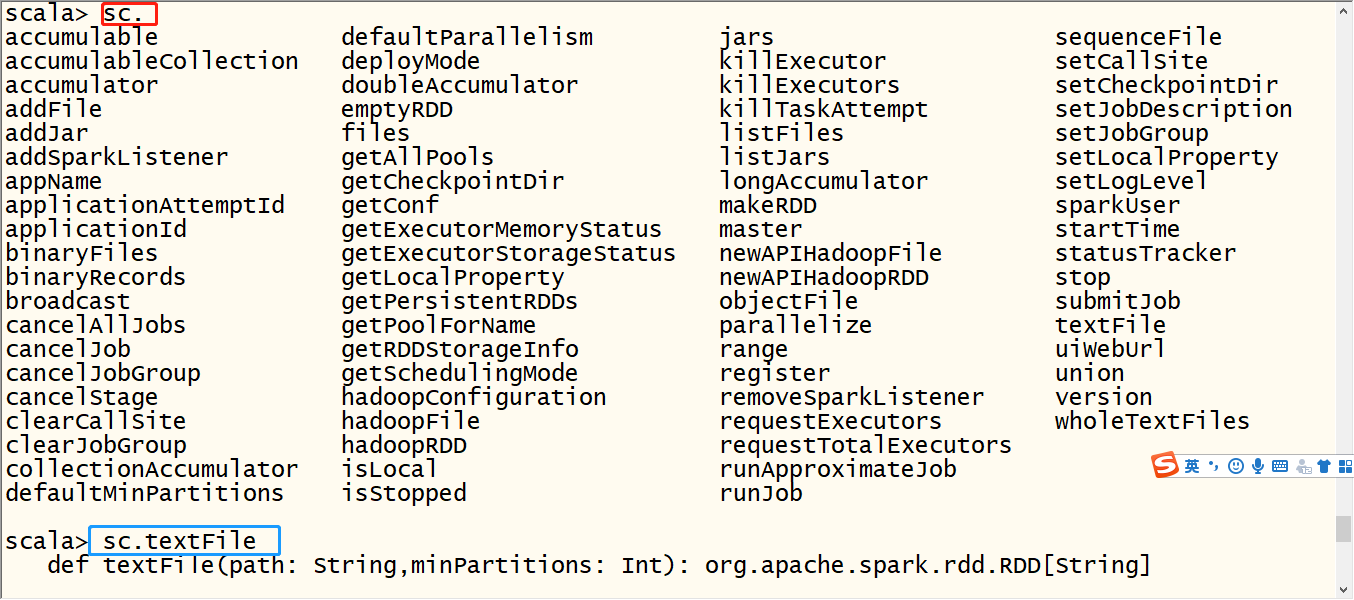 scala> sc.
accumulable defaultParallelism jars sequenceFile
accumulableCollection deployMode killExecutor setCallSite
accumulator doubleAccumulator killExecutors setCheckpointDir
addFile emptyRDD killTaskAttempt setJobDescription
addJar files listFiles setJobGroup
addSparkListener getAllPools listJars setLocalProperty
appName getCheckpointDir longAccumulator setLogLevel
applicationAttemptId getConf makeRDD sparkUser
applicationId getExecutorMemoryStatus master startTime
binaryFiles getExecutorStorageStatus newAPIHadoopFile statusTracker
binaryRecords getLocalProperty newAPIHadoopRDD stop
broadcast getPersistentRDDs objectFile submitJob
cancelAllJobs getPoolForName parallelize textFile
cancelJob getRDDStorageInfo range uiWebUrl
cancelJobGroup getSchedulingMode register union
cancelStage hadoopConfiguration removeSparkListener version
clearCallSite hadoopFile requestExecutors wholeTextFiles
clearJobGroup hadoopRDD requestTotalExecutors
collectionAccumulator isLocal runApproximateJob
defaultMinPartitions isStopped runJob
S 英
scala> sc.textFile
def textFile(path: String,minPartitions: Int): org.apache.spark.rdd.RDD[String]